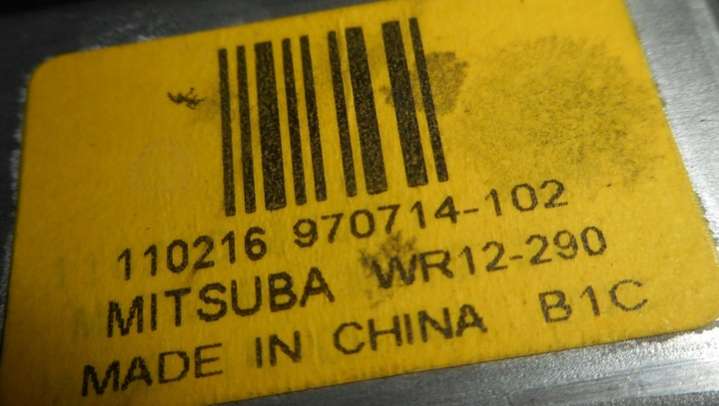 110216 970714-102
MITSUBA WR12-290
MADE IN CHINA B1C